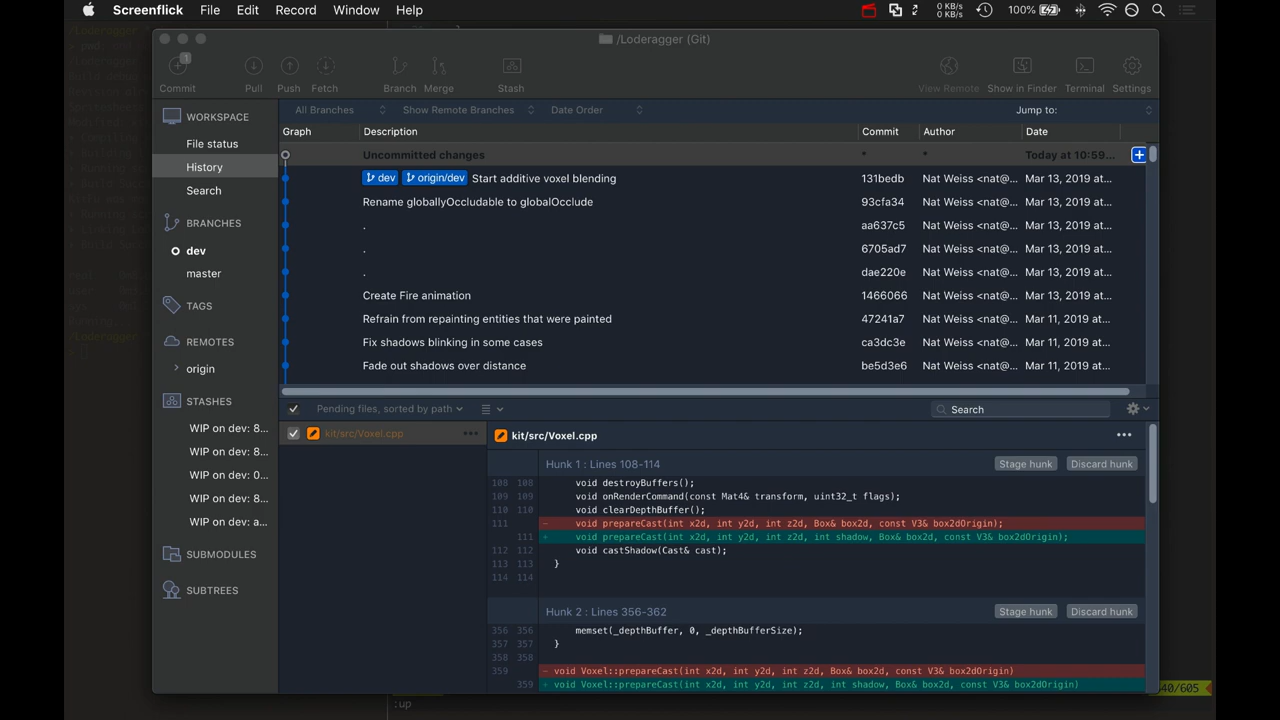 Screenflick File Edit Record Window Help 0 KB/s 0 KB/s 100%
/Loderagger (Git)
1
Commit Pull Push Fetch Branch Merge Stash View Remote Show in Finder Terminal Settings
All Branches Show Remote Branches Date Order Jump to:
Graph Description Commit Author Date
Uncommitted changes * * Today at 10:59...
dev origin/dev Start additive voxel blending 131bedb Nat Weiss <nat@... Mar 13, 2019 at...
Rename globallyOccludable to globalOcclude 93cfa34 Nat Weiss <nat@... Mar 13, 2019 at...
. aa637c5 Nat Weiss <nat@... Mar 13, 2019 at...
. 6705ad7 Nat Weiss <nat@... Mar 13, 2019 at...
. dae220e Nat Weiss <nat@... Mar 13, 2019 at...
Create Fire animation 1466066 Nat Weiss <nat@... Mar 13, 2019 at...
Refrain from repainting entities that were painted 47241a7 Nat Weiss <nat@... Mar 11, 2019 at...
Fix shadows blinking in some cases ca3dc3e Nat Weiss <nat@... Mar 11, 2019 at...
Fade out shadows over distance be5d3e6 Nat Weiss <nat@... Mar 11, 2019 at...
WORKSPACE
File status
History
Search
BRANCHES
dev
master
TAGS
REMOTES
origin
STASHES
WIP on dev: 8...
WIP on dev: 8...
WIP on dev: 0...
WIP on dev: 8...
WIP on dev: a...
SUBMODULES
SUBTREES
Pending files, sorted by path Search
kit/src/Voxel.cpp •••
kit/src/Voxel.cpp •••
Hunk 1 : Lines 108-114 Stage hunk Discard hunk
108 108 void destroyBuffers();
109 109 void onRenderCommand(const Mat4& transform, uint32_t flags);
110 110 void clearDepthBuffer();
111 - void prepareCast(int x2d, int y2d, int z2d, Box& box2d, const V3& box2dOrigin);
111 + void prepareCast(int x2d, int y2d, int z2d, int shadow, Box& box2d, const V3& box2dOrigin);
112 112 void castShadow(Cast& cast);
113 113 }
114 114
Hunk 2 : Lines 356-362 Stage hunk Discard hunk
356 356 memset(_depthBuffer, 0, _depthBufferSize);
357 357 }
358 358
359 - void Voxel::prepareCast(int x2d, int y2d, int z2d, Box& box2d, const V3& box2dOrigin)
359 + void Voxel::prepareCast(int x2d, int y2d, int z2d, int shadow, Box& box2d, const V3& box2dOrigin)
40/605
:up